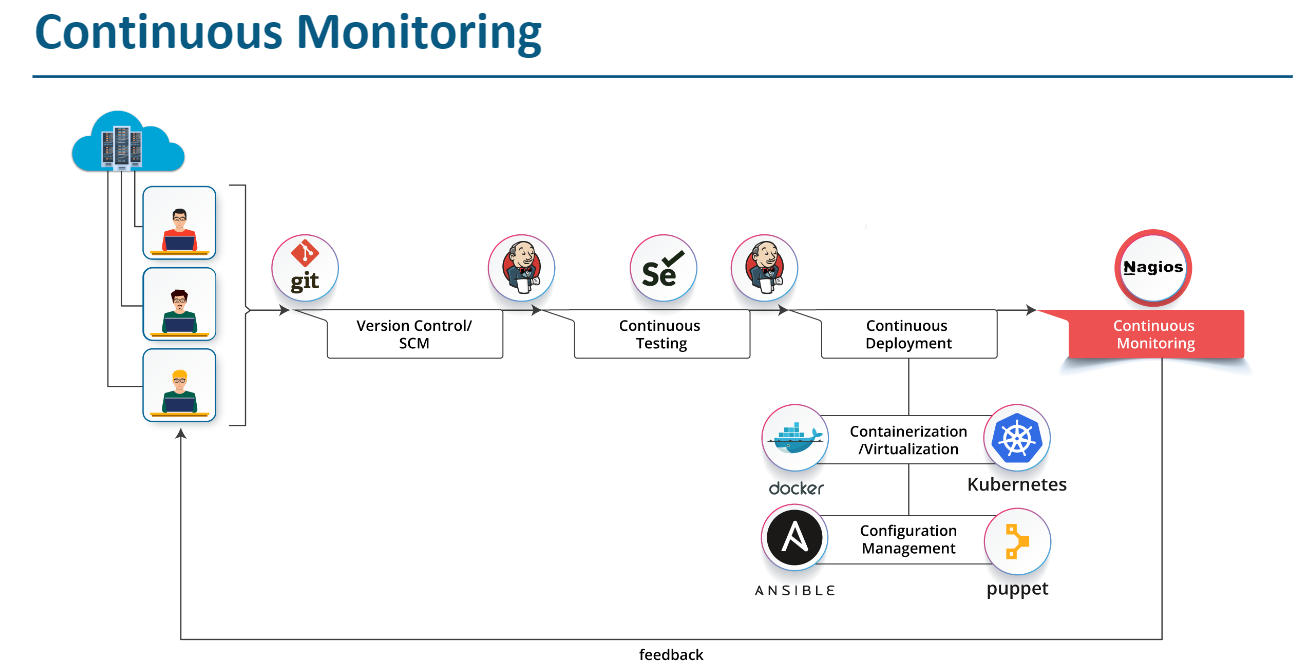 Continuous Monitoring
git
Se
Nagios
Version Control/
SCM
Continuous
Testing
Continuous
Deployment
Continuous
Monitoring
Containerization
/Virtualization
docker
Kubernetes
Configuration
Management
ANSIBLE
puppet
feedback